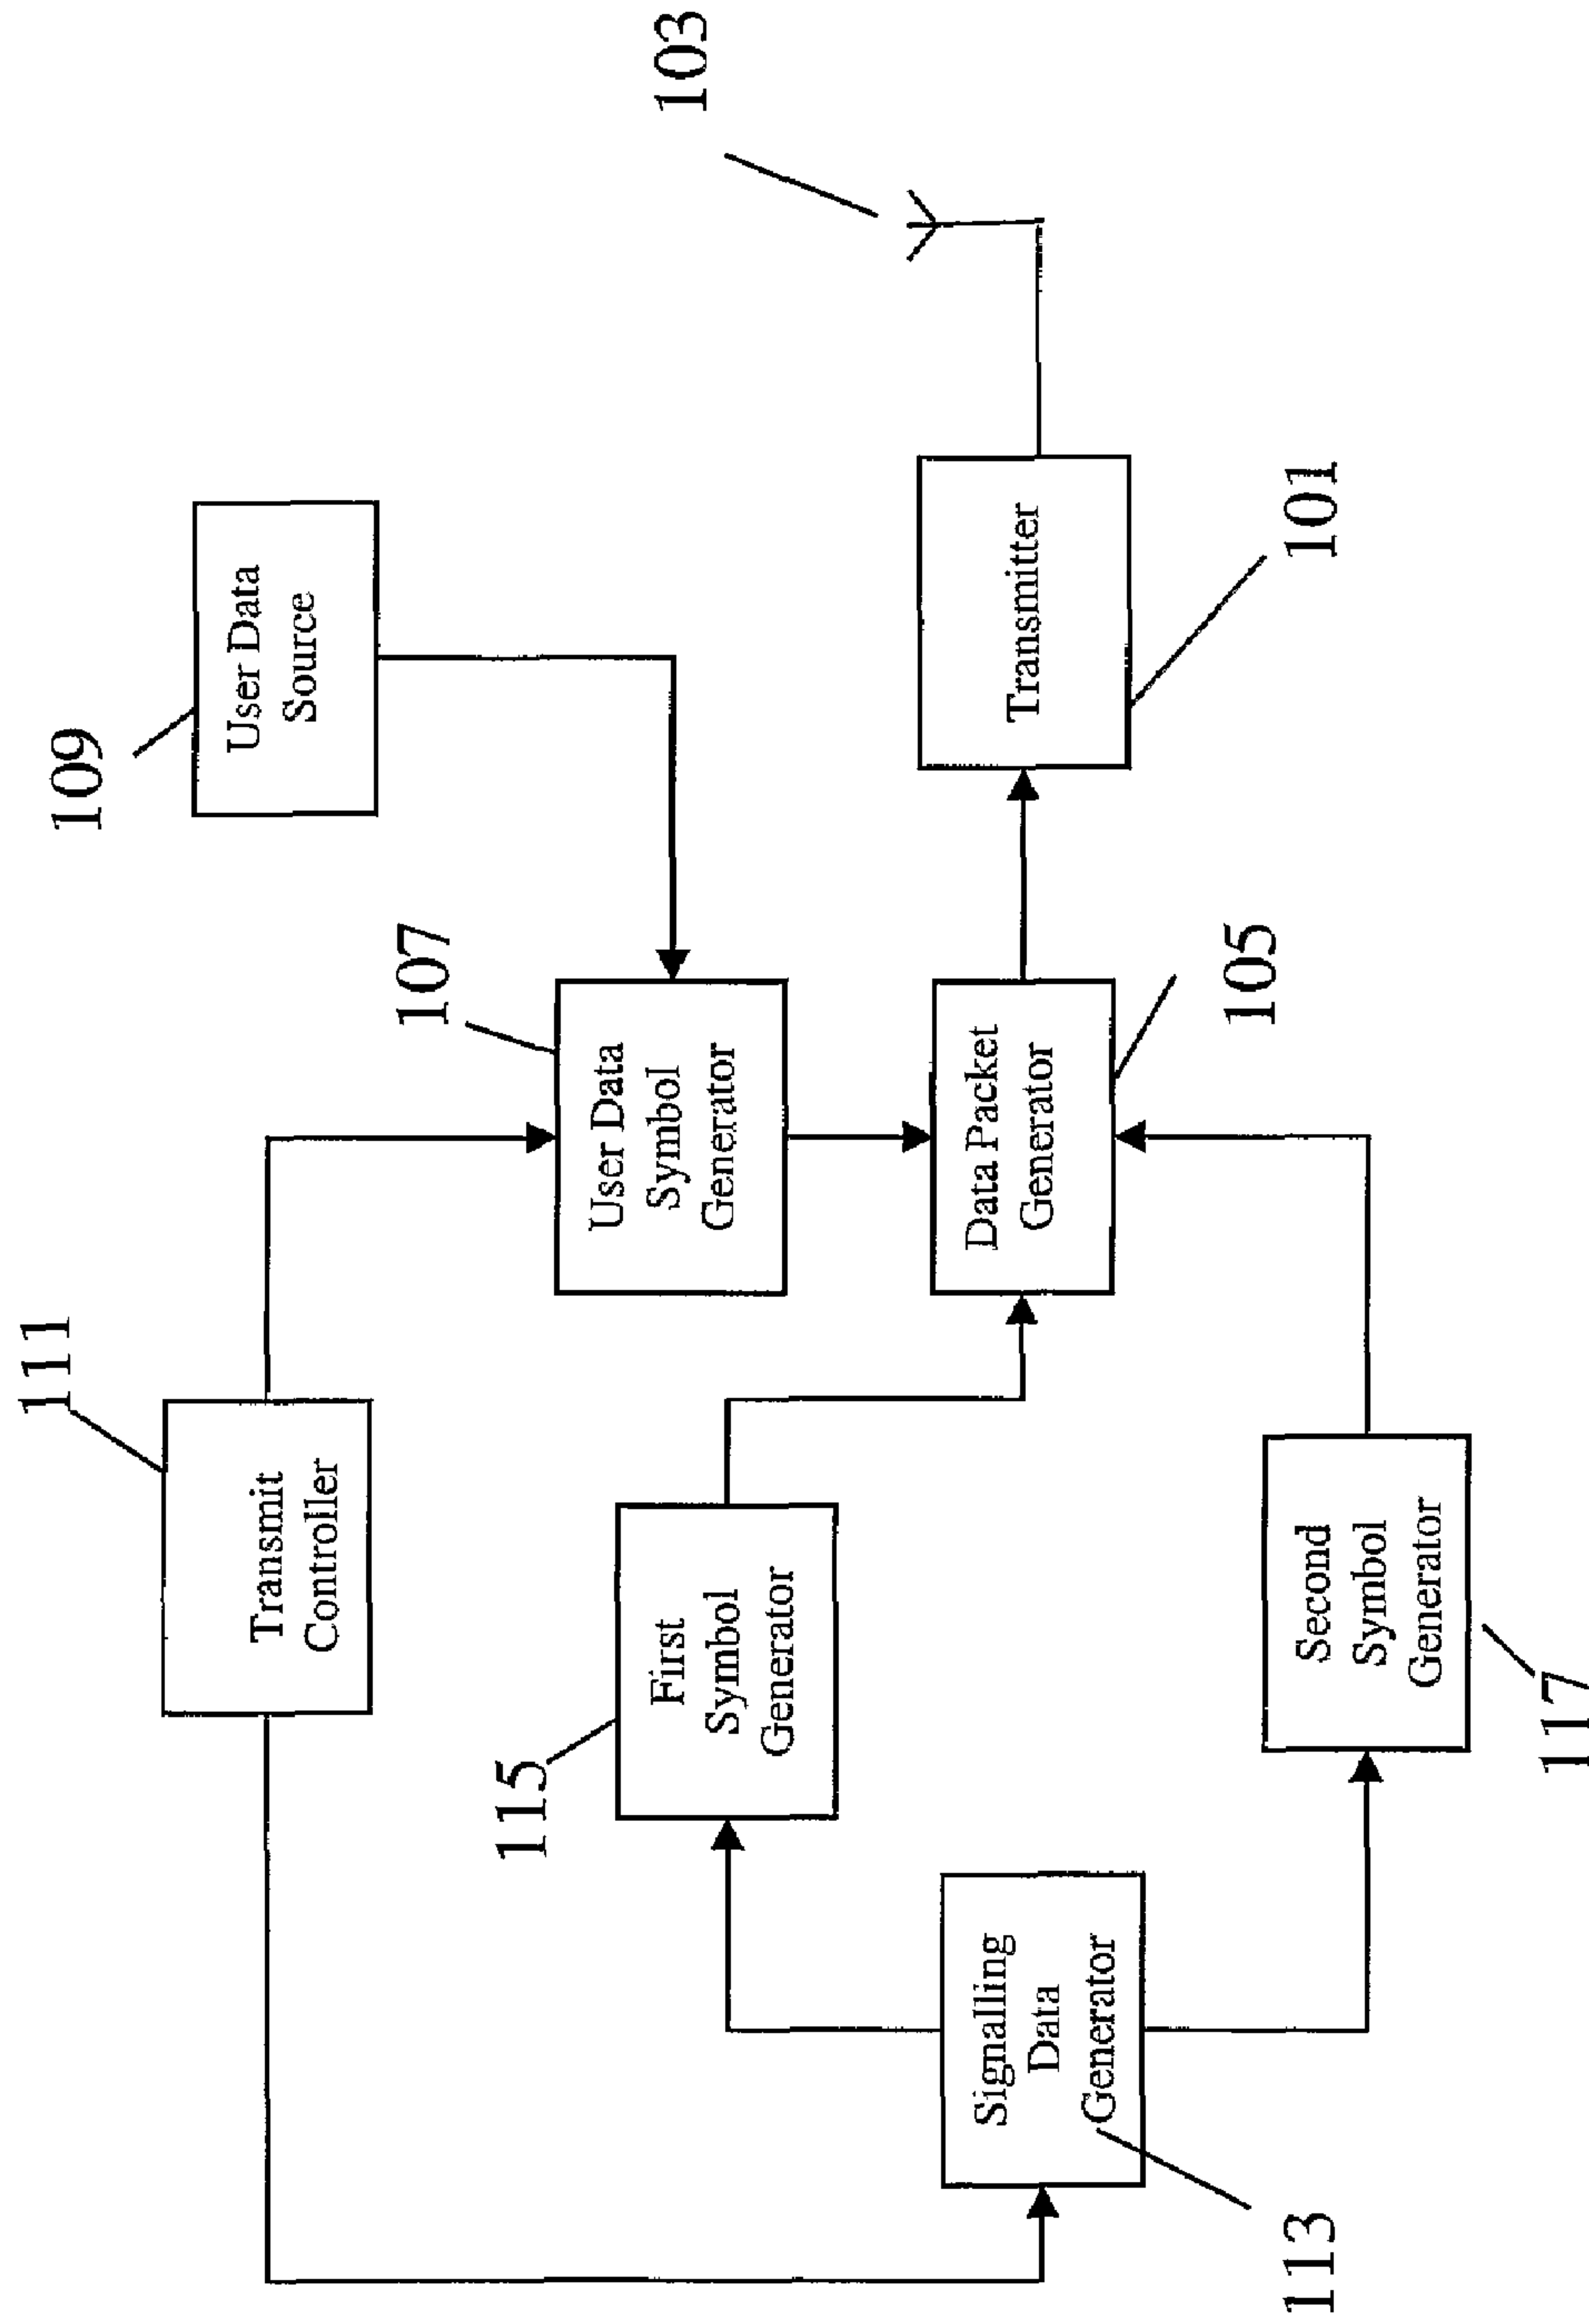 111
Transmit
Controller
109
User Data
Source
107
User Data
Symbol
Generator
115
First
Symbol
Generator
103
Signalling
Data
Generator
113
Data Packet
Generator
105
Transmitter
101
Second
Symbol
Generator
117